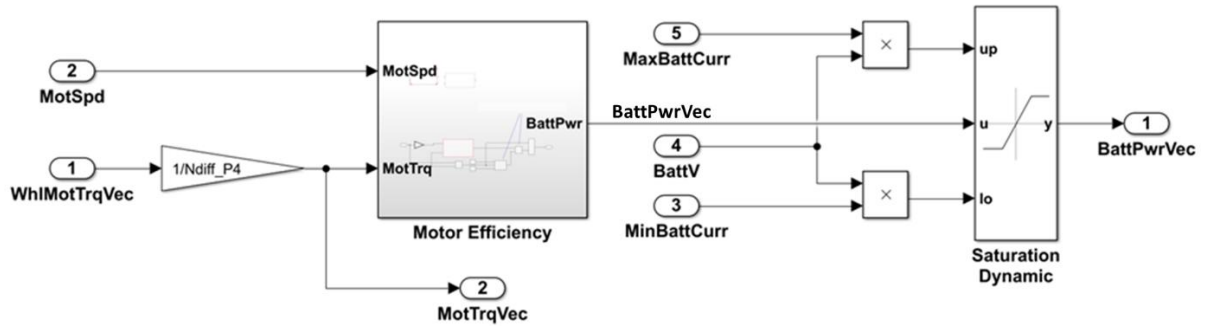 2
MotSpd
1
WhlMotTrqVec
1/Ndiff_P4
MotSpd
MotTrq
BattPwr
Motor Efficiency
2
MotTrqVec
BattPwrVec
5
MaxBattCurr
4
BattV
3
MinBattCurr
×
×
up
u
lo
y
Saturation
Dynamic
1
BattPwrVec